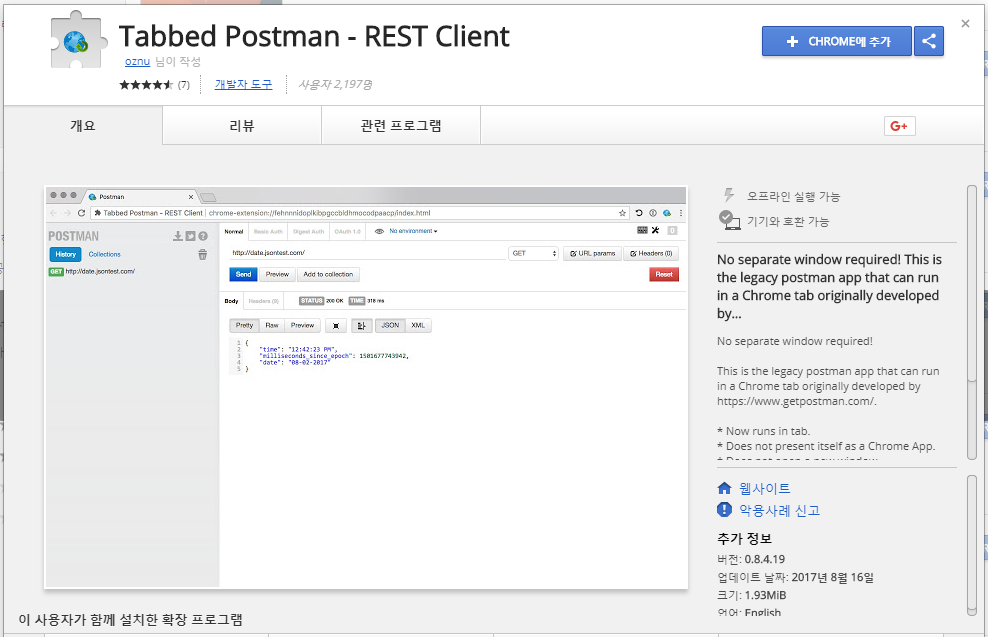 Tabbed Postman - REST Client
oznu 님이 작성
(7) 개발자 도구 사용자 2,197명
CHROME에 추가
개요 리뷰 관련 프로그램
G+
Postman
Tabbed Postman - REST Client | chrome-extension://fehnnnidoplkibpgccbldhmocodpaacp/index.html
POSTMAN
History Collections
GET http://date.jsontest.com/
Normal Basic Auth Digest Auth OAuth 1.0 No environment
0
http://date.jsontest.com/ GET URL params Headers (0)
Send Preview Add to collection Reset
Body Headers (9) STATUS 200 OK TIME 318 ms
Pretty Raw Preview JSON XML
1 {
2 "time": "12:42:23 PM",
3 "milliseconds_since_epoch": 1501677743942,
4 "date": "08-02-2017"
5 }
오프라인 실행 가능
기기와 호환 가능
No separate window required! This is
the legacy postman app that can run
in a Chrome tab originally developed
by...
No separate window required!
This is the legacy postman app that can run
in a Chrome tab originally developed by
https://www.getpostman.com/.
* Now runs in tab.
* Does not present itself as a Chrome App.
* Does not open a new window
웹사이트
악용사례 신고
추가 정보
버전: 0.8.4.19
업데이트 날짜: 2017년 8월 16일
크기: 1.93MiB
언어: English
이 사용자가 함께 설치한 확장 프로그램